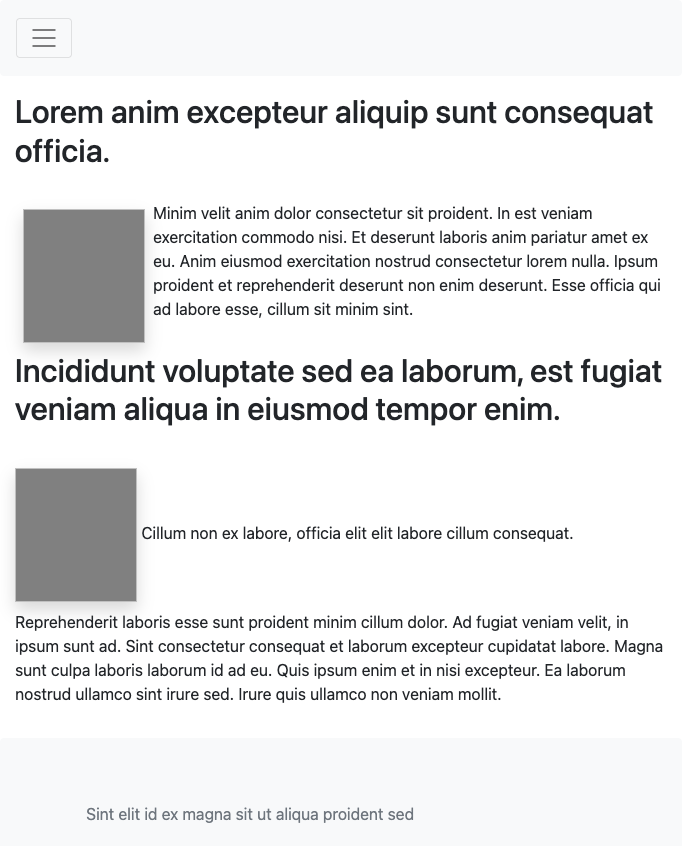 Lorem anim excepteur aliquip sunt consequat
officia.
Minim velit anim dolor consectetur sit proident. In est veniam
exercitation commodo nisi. Et deserunt laboris anim pariatur amet ex
eu. Anim eiusmod exercitation nostrud consectetur lorem nulla. Ipsum
proident et reprehenderit deserunt non enim deserunt. Esse officia qui
ad labore esse, cillum sit minim sint.
Incididunt voluptate sed ea laborum, est fugiat
veniam aliqua in eiusmod tempor enim.
Cillum non ex labore, officia elit elit labore cillum consequat.
Reprehenderit laboris esse sunt proident minim cillum dolor. Ad fugiat veniam velit, in
ipsum sunt ad. Sint consectetur consequat et laborum excepteur cupidatat labore. Magna
sunt culpa laboris laborum id ad eu. Quis ipsum enim et in nisi excepteur. Ea laborum
nostrud ullamco sint irure sed. Irure quis ullamco non veniam mollit.
Sint elit id ex magna sit ut aliqua proident sed